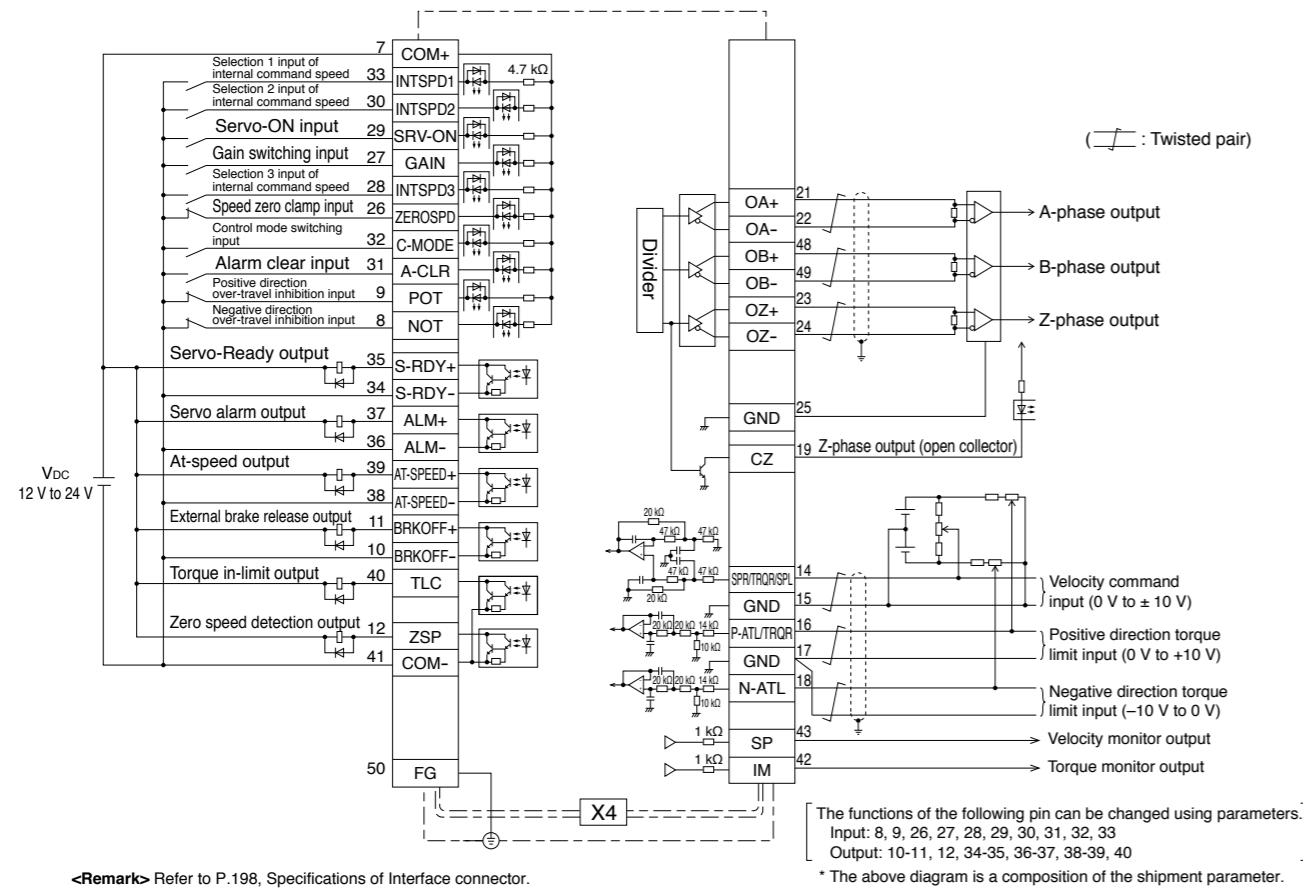 7 COM+
Selection 1 input of
internal command speed 33 INTSPD1 4.7 kΩ
Selection 2 input of
internal command speed 30 INTSPD2
Servo-ON input 29 SRV-ON
Gain switching input 27 GAIN
Selection 3 input of
internal command speed 28 INTSPD3
Speed zero clamp input 26 ZEROSPD
Control mode switching
input 32 C-MODE
Alarm clear input 31 A-CLR
Positive direction
over-travel inhibition input 9 POT
Negative direction
over-travel inhibition input 8 NOT
Servo-Ready output 35 S-RDY+
34 S-RDY−
Servo alarm output 37 ALM+
36 ALM−
At-speed output 39 AT-SPEED+
38 AT-SPEED−
External brake release output 11 BRKOFF+
10 BRKOFF−
Torque in-limit output 40 TLC
Zero speed detection output 12 ZSP
41 COM−
VDC
12 V to 24 V
50 FG
X4
( : Twisted pair)
Divider
OA+ 21
OA− 22
A-phase output
OB+ 48
OB− 49
B-phase output
OZ+ 23
OZ− 24
Z-phase output
GND 25
CZ 19 Z-phase output (open collector)
20 kΩ
47 kΩ 47 kΩ
47 kΩ 47 kΩ
20 kΩ
SPR/TRQR/SPL 14
GND 15
Velocity command
input (0 V to ± 10 V)
20 kΩ 20 kΩ 14 kΩ
10 kΩ
P-ATL/TRQR 16
GND 17
Positive direction torque
limit input (0 V to +10 V)
20 kΩ 20 kΩ 14 kΩ
10 kΩ
N-ATL 18
Negative direction torque
limit input (–10 V to 0 V)
1 kΩ SP 43 Velocity monitor output
1 kΩ IM 42 Torque monitor output
The functions of the following pin can be changed using parameters.
Input: 8, 9, 26, 27, 28, 29, 30, 31, 32, 33
Output: 10-11, 12, 34-35, 36-37, 38-39, 40
* The above diagram is a composition of the shipment parameter.
<Remark> Refer to P.198, Specifications of Interface connector.